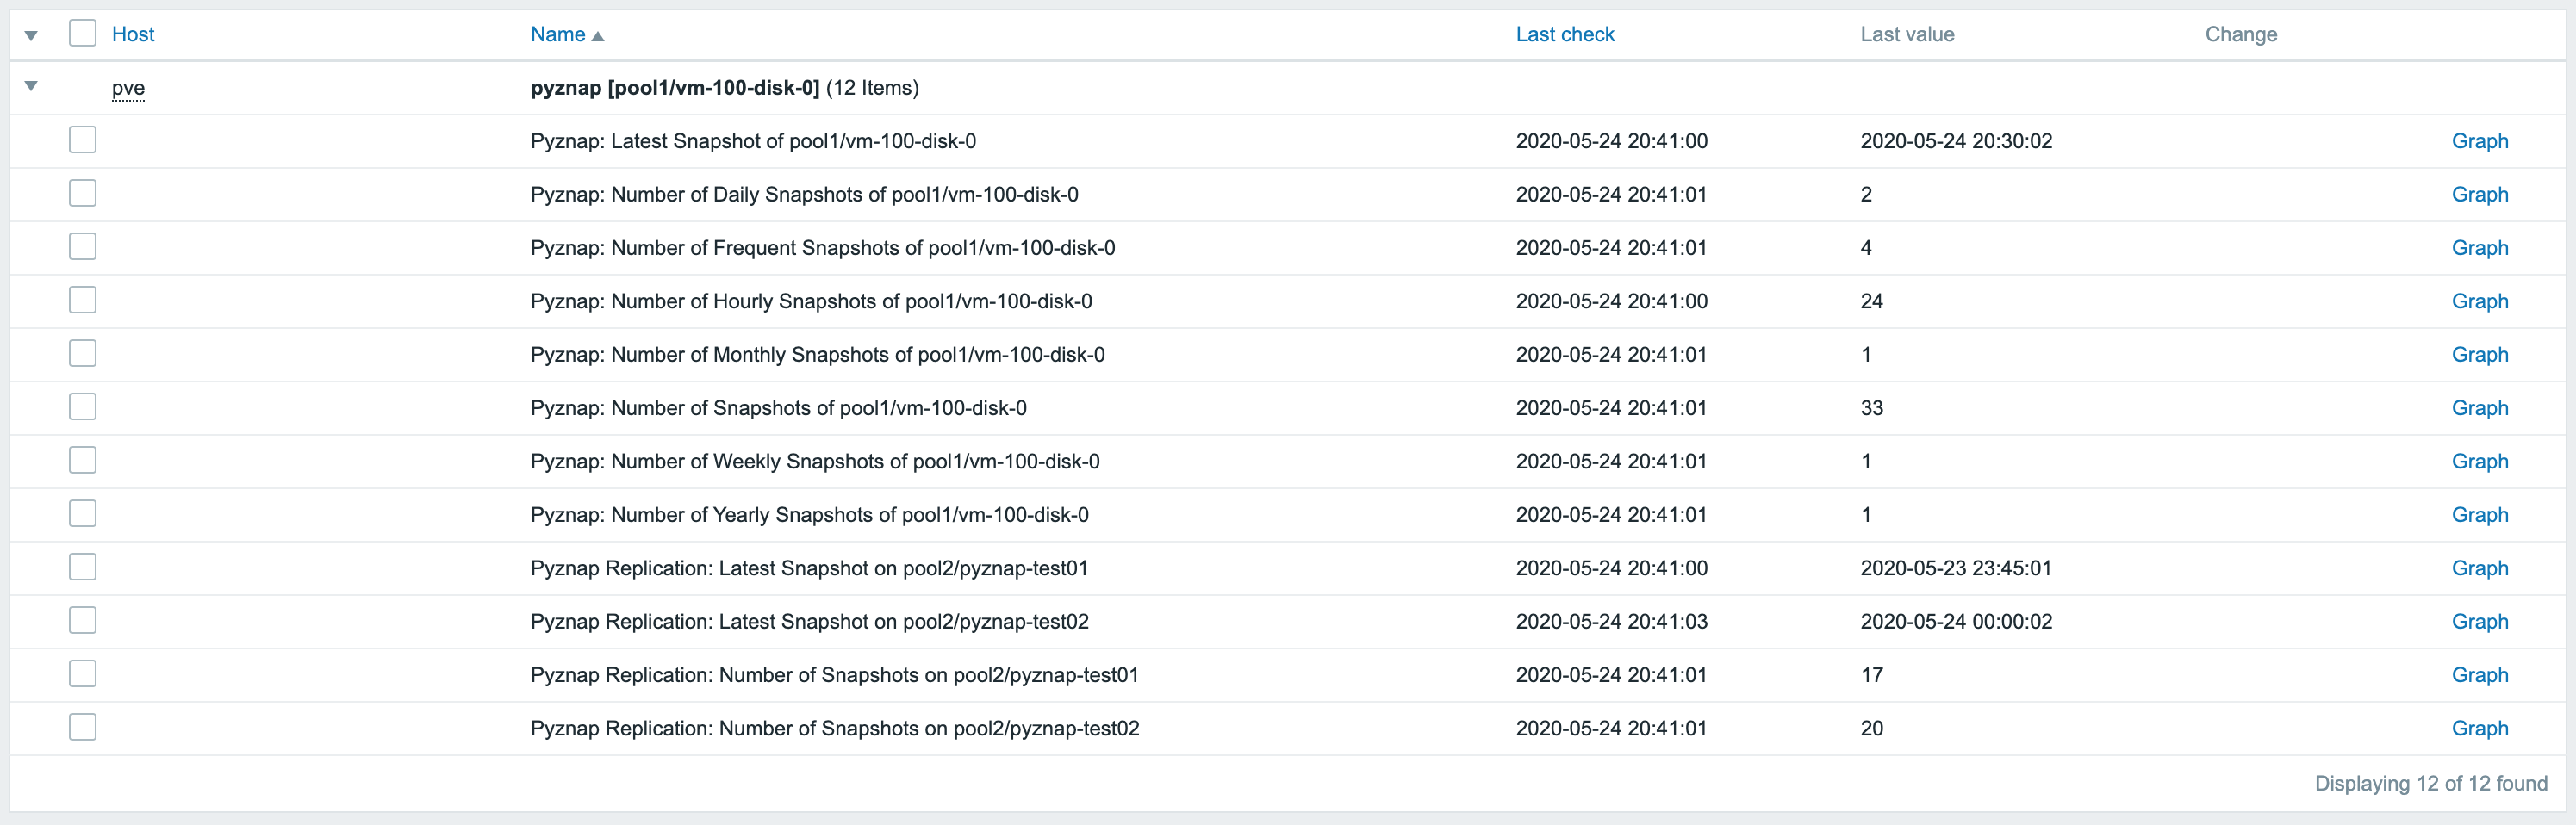 Host Name Last check Last value Change
pve pyznap [pool1/vm-100-disk-0] (12 Items)
Pyznap: Latest Snapshot of pool1/vm-100-disk-0 2020-05-24 20:41:00 2020-05-24 20:30:02 Graph
Pyznap: Number of Daily Snapshots of pool1/vm-100-disk-0 2020-05-24 20:41:01 2 Graph
Pyznap: Number of Frequent Snapshots of pool1/vm-100-disk-0 2020-05-24 20:41:01 4 Graph
Pyznap: Number of Hourly Snapshots of pool1/vm-100-disk-0 2020-05-24 20:41:00 24 Graph
Pyznap: Number of Monthly Snapshots of pool1/vm-100-disk-0 2020-05-24 20:41:01 1 Graph
Pyznap: Number of Snapshots of pool1/vm-100-disk-0 2020-05-24 20:41:01 33 Graph
Pyznap: Number of Weekly Snapshots of pool1/vm-100-disk-0 2020-05-24 20:41:01 1 Graph
Pyznap: Number of Yearly Snapshots of pool1/vm-100-disk-0 2020-05-24 20:41:01 1 Graph
Pyznap Replication: Latest Snapshot on pool2/pyznap-test01 2020-05-24 20:41:00 2020-05-23 23:45:01 Graph
Pyznap Replication: Latest Snapshot on pool2/pyznap-test02 2020-05-24 20:41:03 2020-05-24 00:00:02 Graph
Pyznap Replication: Number of Snapshots on pool2/pyznap-test01 2020-05-24 20:41:01 17 Graph
Pyznap Replication: Number of Snapshots on pool2/pyznap-test02 2020-05-24 20:41:01 20 Graph
Displaying 12 of 12 found